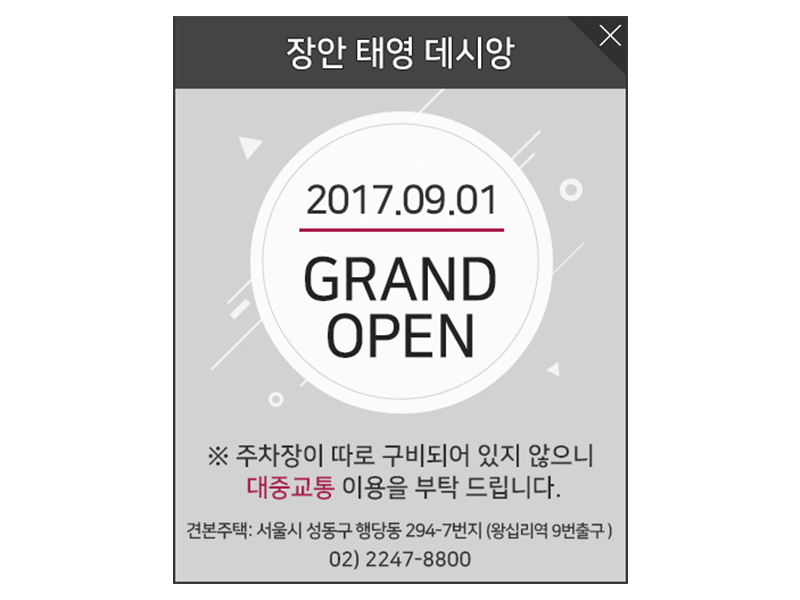 장안 태영 데시앙
2017.09.01
GRAND
OPEN
※ 주차장이 따로 구비되어 있지 않으니
대중교통 이용을 부탁 드립니다.
견본주택: 서울시 성동구 행당동 294-7번지 (왕십리역 9번출구 )
02) 2247-8800